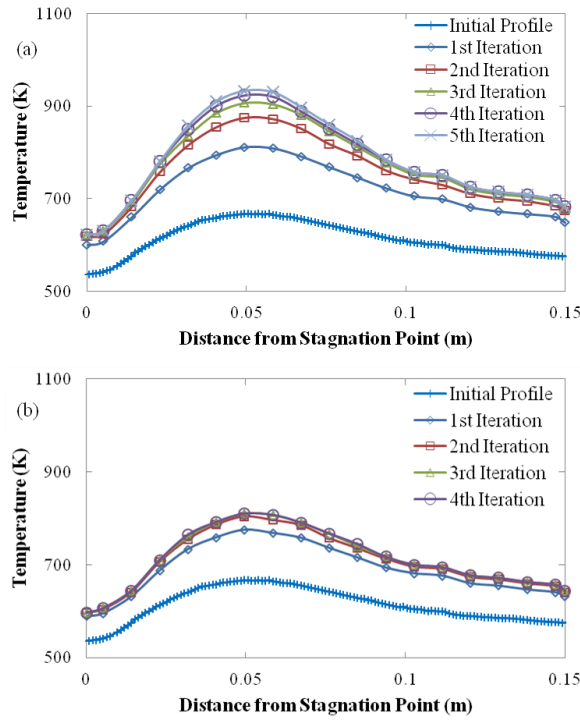 (a)
1100
900
700
500
Temperature (K)
Initial Profile
1st Iteration
2nd Iteration
3rd Iteration
4th Iteration
5th Iteration
0
0.05
0.1
0.15
Distance from Stagnation Point (m)
(b)
1100
900
700
500
Temperature (K)
Initial Profile
1st Iteration
2nd Iteration
3rd Iteration
4th Iteration
0
0.05
0.1
0.15
Distance from Stagnation Point (m)